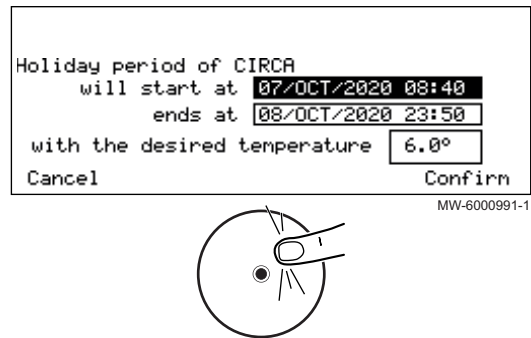 Holiday period of CIRCA
will start at 07/OCT/2020 08:40
ends at 08/OCT/2020 23:50
with the desired temperature 6.0°
Cancel Confirm
MW-6000991-1